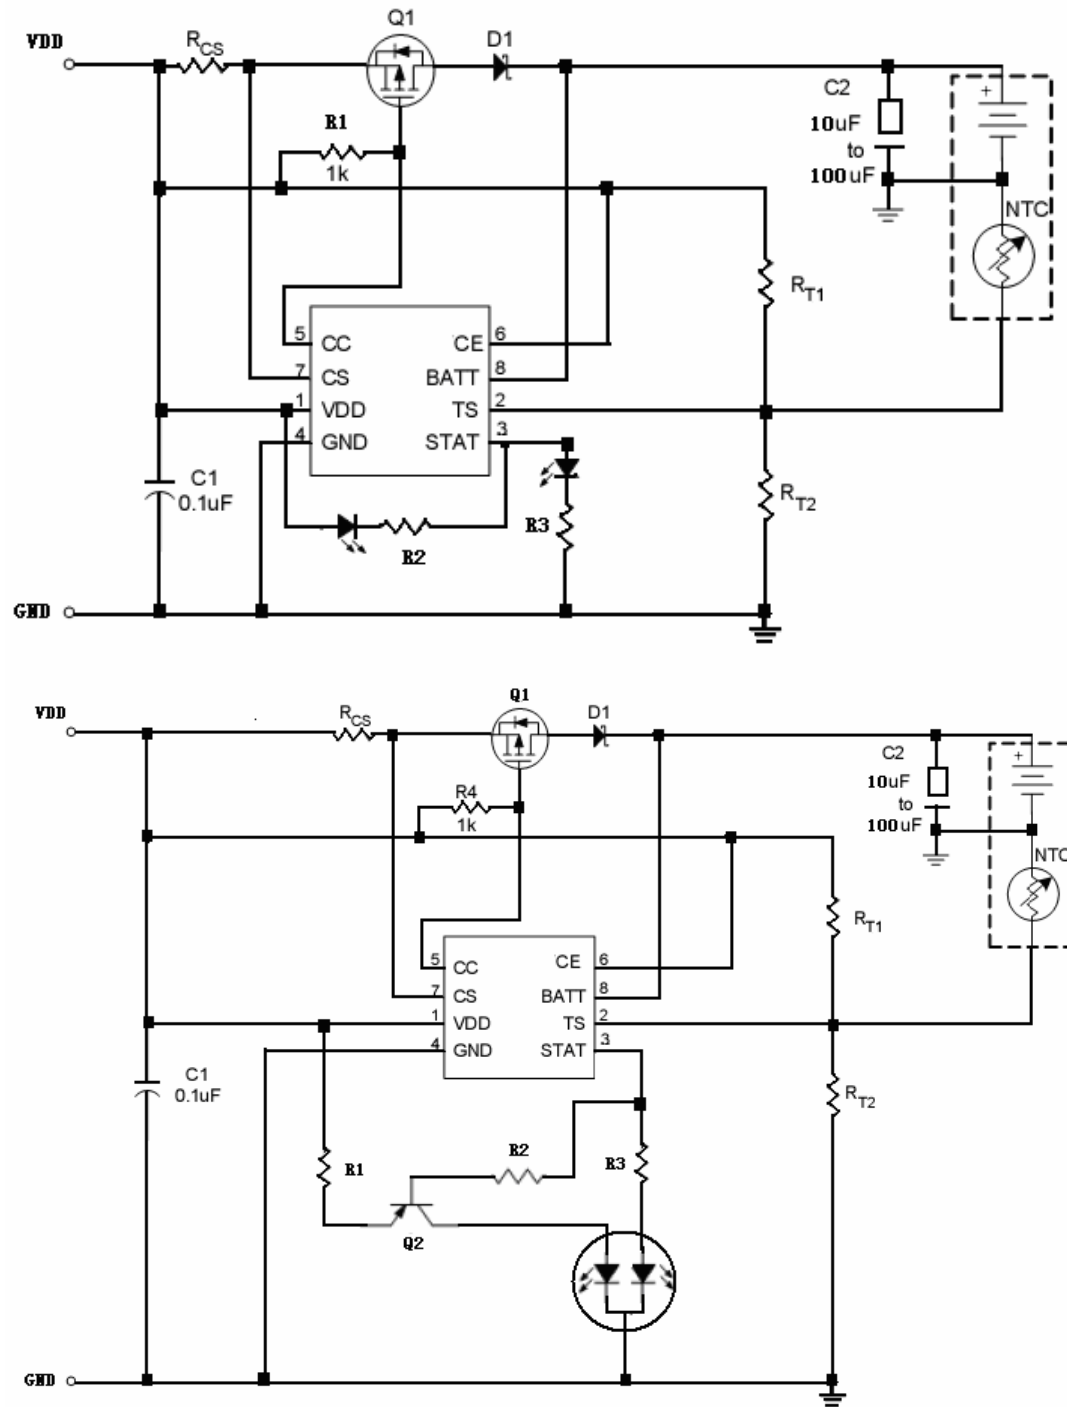 Q1
VDD
RCS
D1
C2
10uF
to
100uF
+
R1
1k
NTC
RT1
5 CC
CE 6
7 CS
BATT 8
1 VDD
TS 2
4 GND
STAT 3
C1
0.1uF
R2
R3
RT2
GND
Q1
VDD
RCS
D1
C2
10uF
to
100uF
+
R4
1k
NTC
RT1
5 CC
CE 6
7 CS
BATT 8
1 VDD
TS 2
4 GND
STAT 3
C1
0.1uF
RT2
R1
R2
R3
Q2
GND